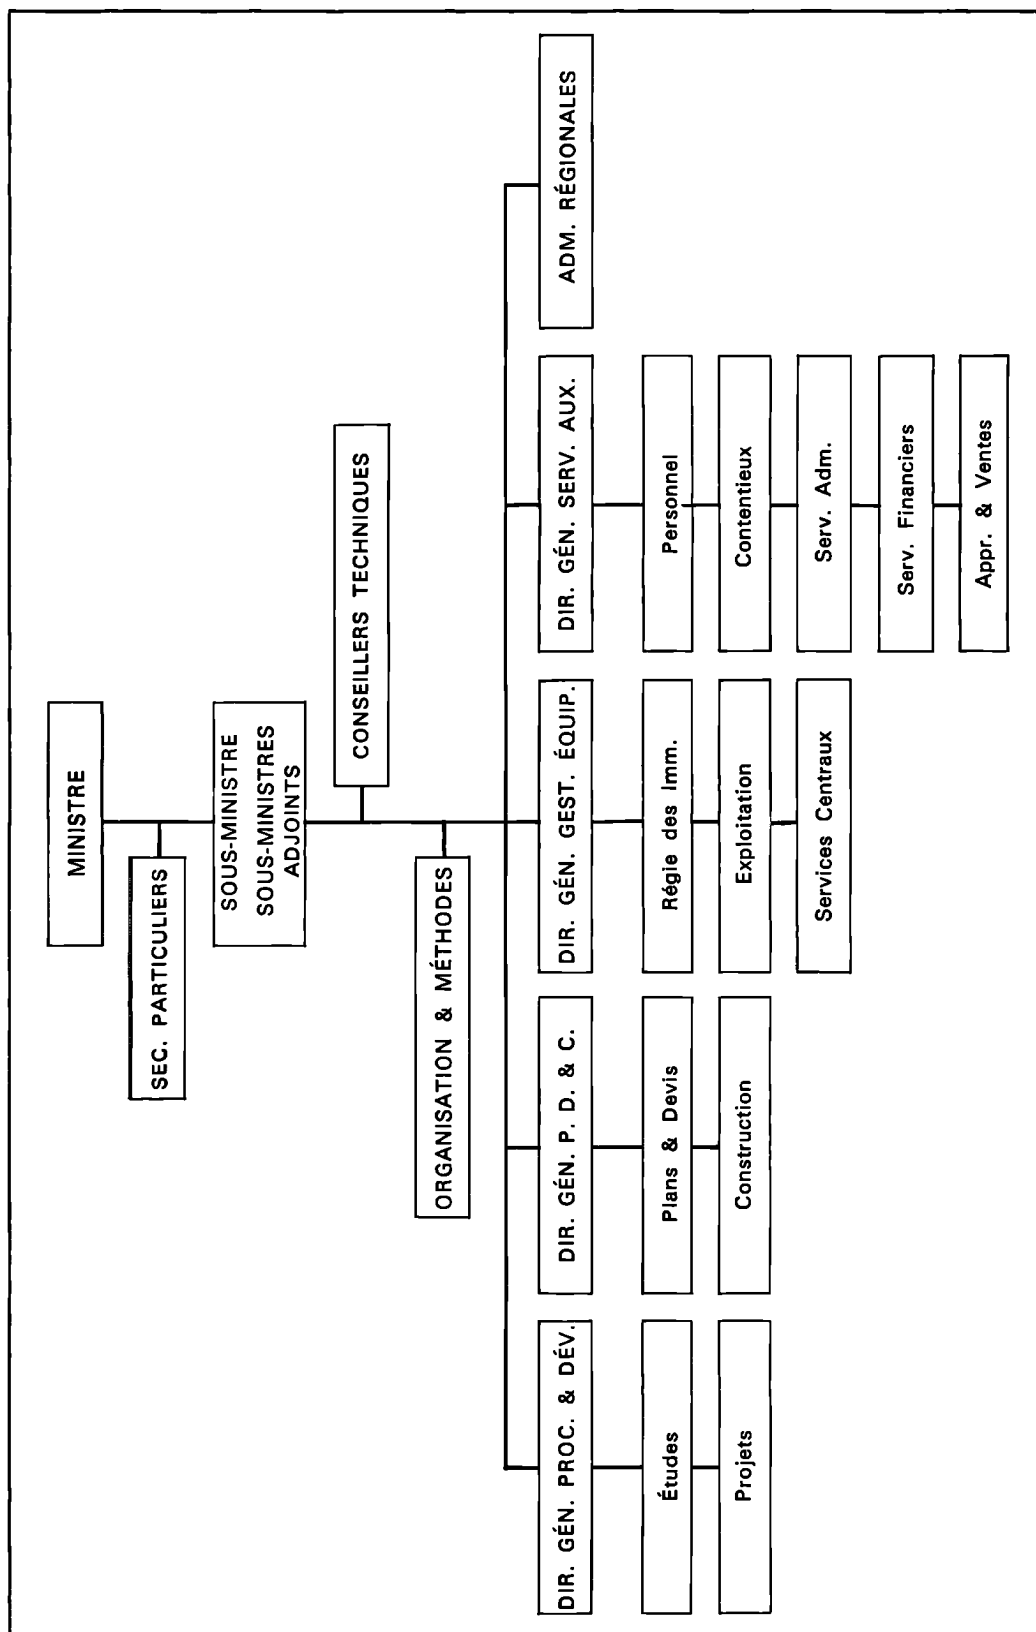 MINISTRE
SEC. PARTICULIERS
SOUS-MINISTRE
SOUS-MINISTRES
ADJOINTS
CONSEILLERS TECHNIQUES
ORGANISATION & MÉTHODES
DIR. GÉN. PROC. & DÉV.
Études
Projets
DIR. GÉN. P. D. & C.
Plans & Devis
Construction
DIR. GÉN. GEST. ÉQUIP.
Régie des Imm.
Exploitation
Services Centraux
DIR. GÉN. SERV. AUX.
Personnel
Contentieux
Serv. Adm.
Serv. Financiers
Appr. & Ventes
ADM. RÉGIONALES